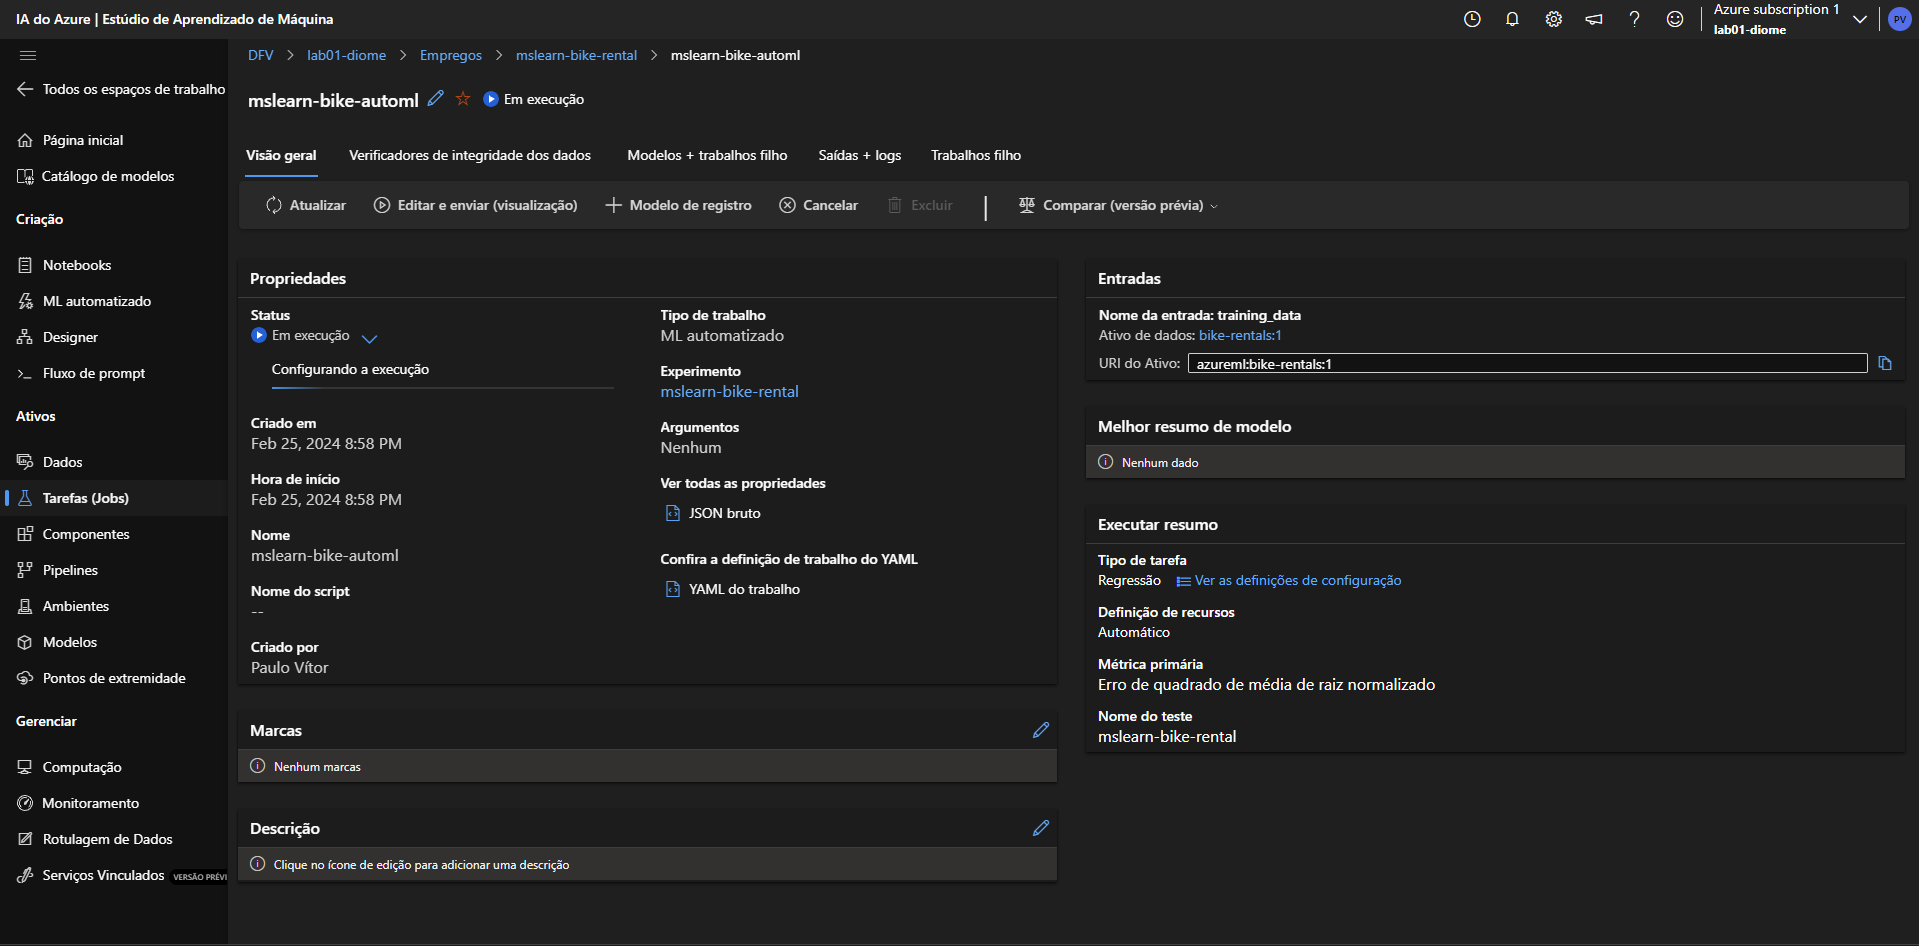 IA do Azure | Estúdio de Aprendizado de Máquina
Azure subscription 1
lab01-diome
PV
DFV > lab01-diome > Empregos > mslearn-bike-rental > mslearn-bike-automl
Todos os espaços de trabalho
Página inicial
Catálogo de modelos
Criação
Notebooks
ML automatizado
Designer
Fluxo de prompt
Ativos
Dados
Tarefas (Jobs)
Componentes
Pipelines
Ambientes
Modelos
Pontos de extremidade
Gerenciar
Computação
Monitoramento
Rotulagem de Dados
Serviços Vinculados VERSÃO PRÉVI
mslearn-bike-automl Em execução
Visão geral Verificadores de integridade dos dados Modelos + trabalhos filho Saídas + logs Trabalhos filho
Atualizar Editar e enviar (visualização) Modelo de registro Cancelar Excluir Comparar (versão prévia)
Propriedades
Status
Em execução
Configurando a execução
Criado em
Feb 25, 2024 8:58 PM
Hora de início
Feb 25, 2024 8:58 PM
Nome
mslearn-bike-automl
Nome do script
--
Criado por
Paulo Vítor
Tipo de trabalho
ML automatizado
Experimento
mslearn-bike-rental
Argumentos
Nenhum
Ver todas as propriedades
JSON bruto
Confira a definição de trabalho do YAML
YAML do trabalho
Marcas
Nenhum marcas
Descrição
Clique no ícone de edição para adicionar uma descrição
Entradas
Nome da entrada: training_data
Ativo de dados: bike-rentals:1
URI do Ativo: azureml:bike-rentals:1
Melhor resumo de modelo
Nenhum dado
Executar resumo
Tipo de tarefa
Regressão Ver as definições de configuração
Definição de recursos
Automático
Métrica primária
Erro de quadrado de média de raiz normalizado
Nome do teste
mslearn-bike-rental